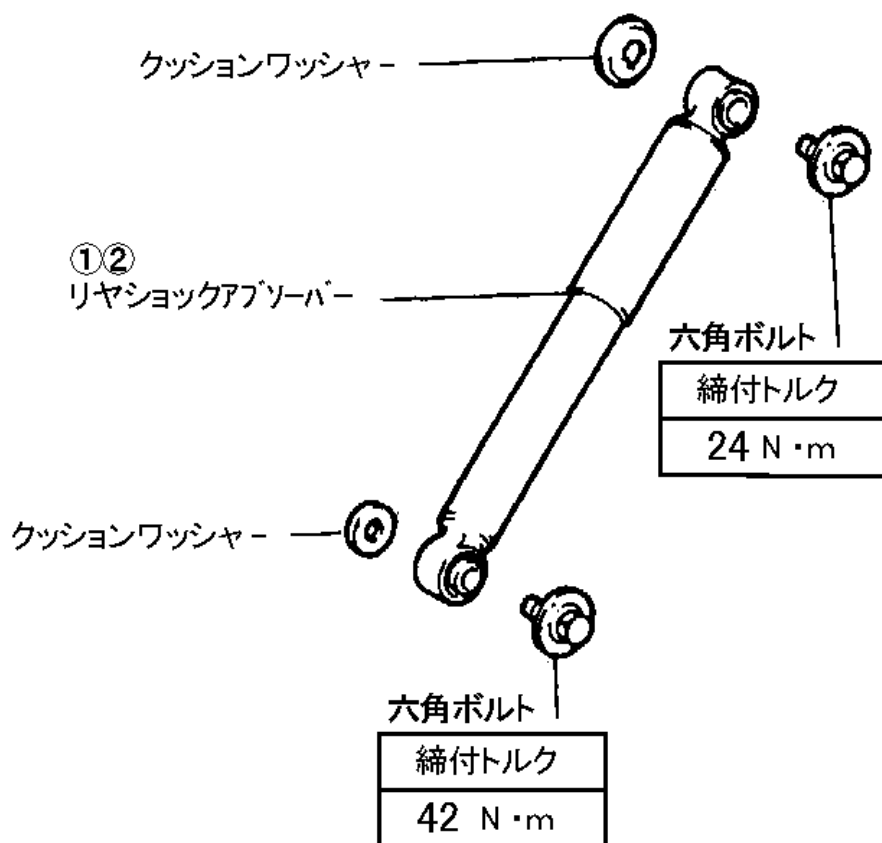 クッションワッシャー
①②
リヤショックアブソーバー
六角ボルト
締付トルク
24 N・m
クッションワッシャー
六角ボルト
締付トルク
42 N・m